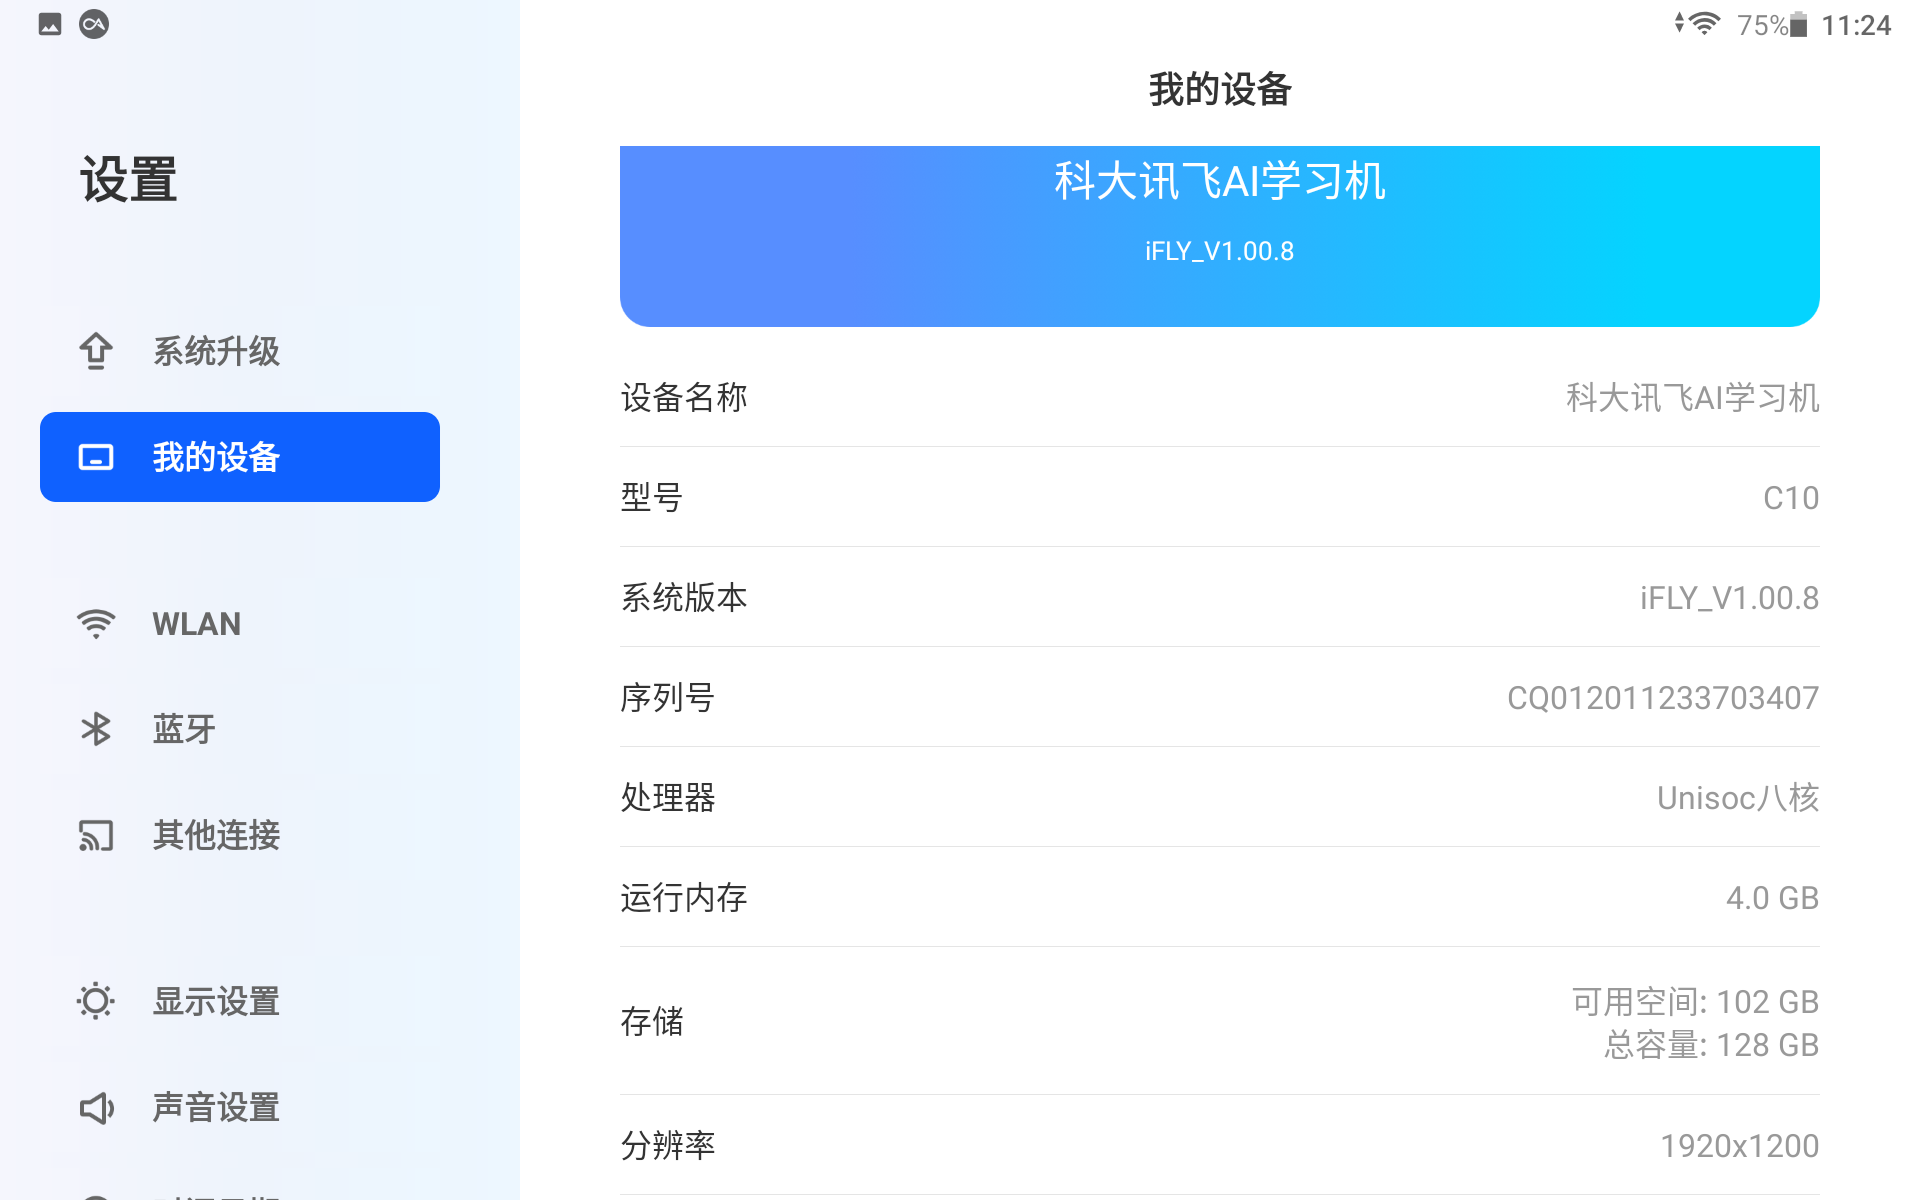 75% 11:24
设置
系统升级
我的设备
WLAN
蓝牙
其他连接
显示设置
声音设置
我的设备
科大讯飞AI学习机
iFLY_V1.00.8
设备名称 科大讯飞AI学习机
型号 C10
系统版本 iFLY_V1.00.8
序列号 CQ012011233703407
处理器 Unisoc八核
运行内存 4.0 GB
存储 可用空间: 102 GB
总容量: 128 GB
分辨率 1920x1200